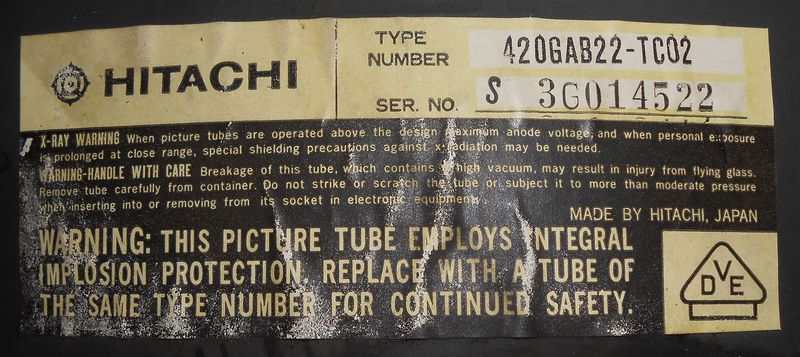 HITACHI
TYPE NUMBER 420GAB22-TC02
SER. NO. S 3G014522
X-RAY WARNING When picture tubes are operated above the design maximum anode voltage, and when personal exposure
is prolonged at close range, special shielding precautions against x-radiation may be needed.
WARNING-HANDLE WITH CARE Breakage of this tube, which contains a high vacuum, may result in injury from flying glass.
Remove tube carefully from container. Do not strike or scratch the tube or subject it to more than moderate pressure
when inserting into or removing from its socket in electronic equipment.
MADE BY HITACHI, JAPAN
WARNING: THIS PICTURE TUBE EMPLOYS INTEGRAL
IMPLOSION PROTECTION. REPLACE WITH A TUBE OF
THE SAME TYPE NUMBER FOR CONTINUED SAFETY.
DVE